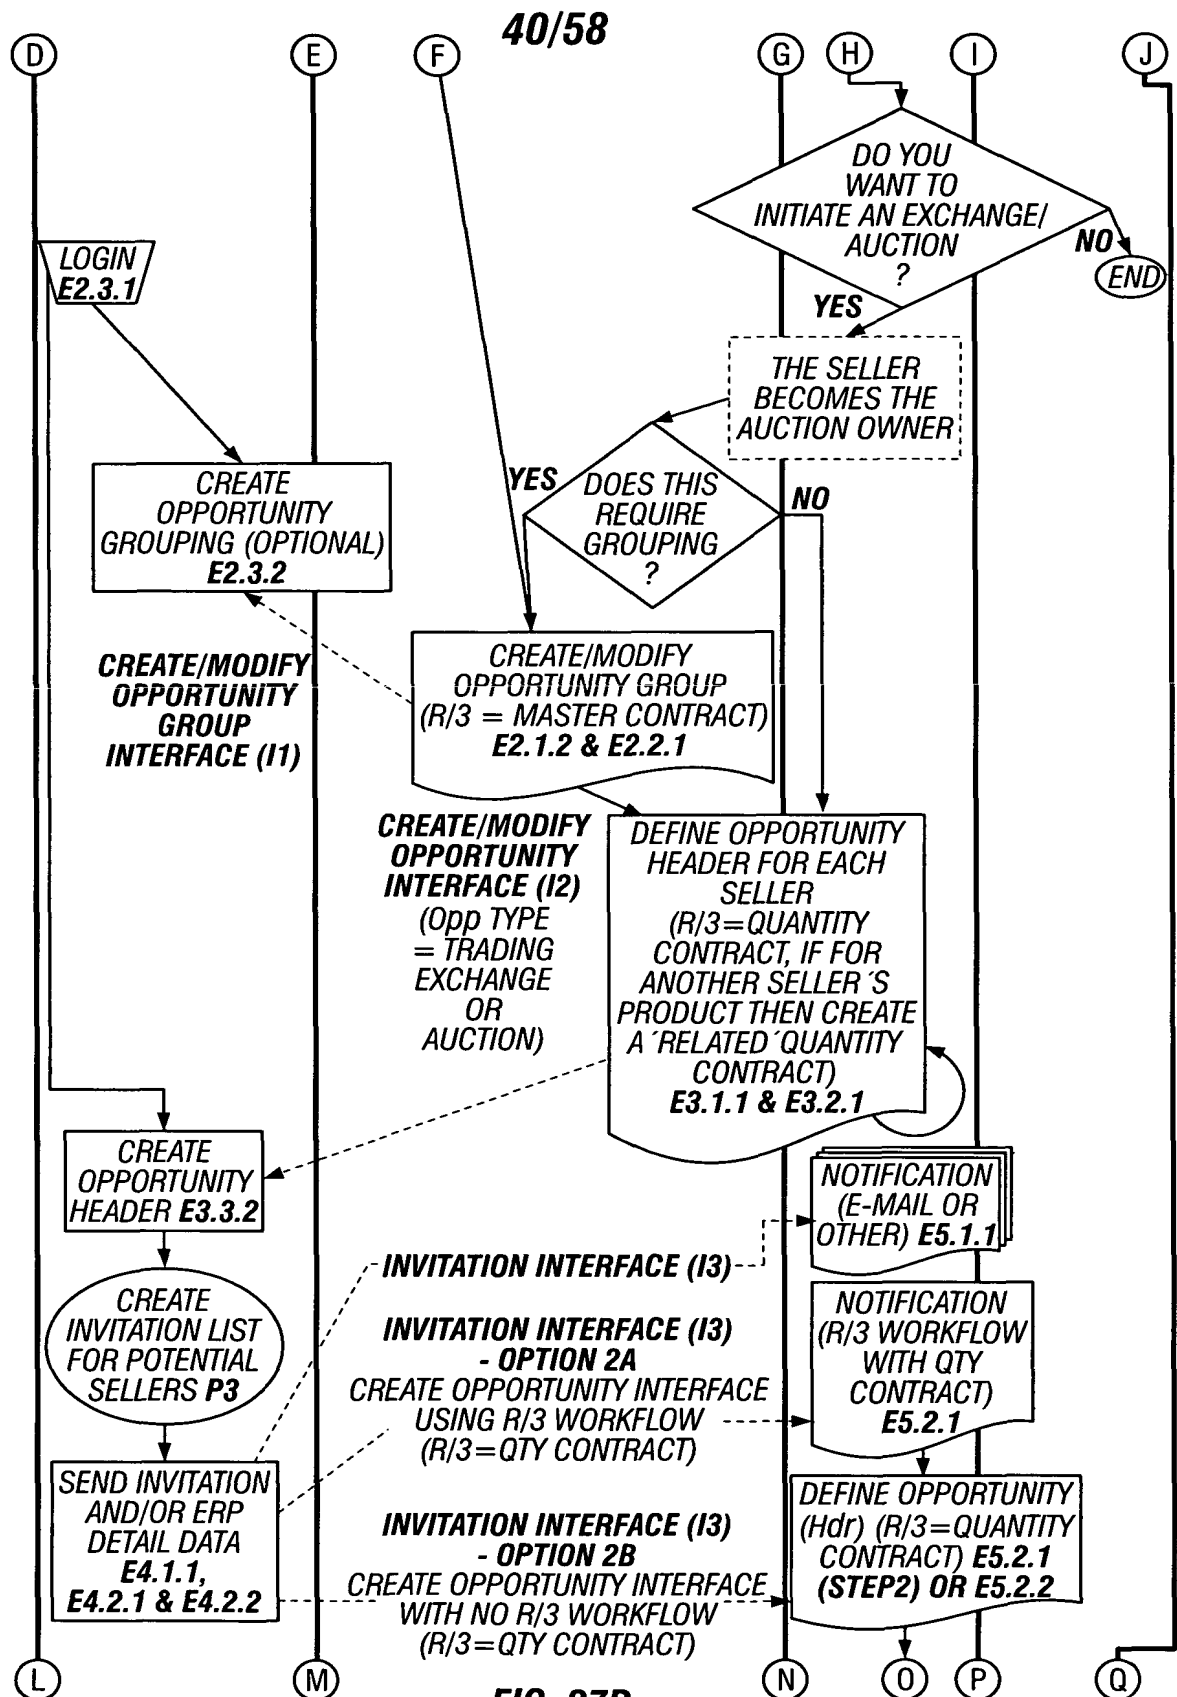 40/58
D
E
F
G
H
I
J
DO YOU
WANT TO
INITIATE AN EXCHANGE/
AUCTION
?
NO
END
YES
LOGIN
E2.3.1
THE SELLER
BECOMES THE
AUCTION OWNER
CREATE
OPPORTUNITY
GROUPING (OPTIONAL)
E2.3.2
YES
DOES THIS
REQUIRE
GROUPING
?
NO
CREATE/MODIFY
OPPORTUNITY
GROUP
INTERFACE (I1)
CREATE/MODIFY
OPPORTUNITY GROUP
(R/3 = MASTER CONTRACT)
E2.1.2 & E2.2.1
CREATE/MODIFY
OPPORTUNITY
INTERFACE (I2)
(Opp TYPE
= TRADING
EXCHANGE
OR
AUCTION)
DEFINE OPPORTUNITY
HEADER FOR EACH
SELLER
(R/3=QUANTITY
CONTRACT, IF FOR
ANOTHER SELLER´S
PRODUCT THEN CREATE
A ´RELATED´QUANTITY
CONTRACT)
E3.1.1 & E3.2.1
CREATE
OPPORTUNITY
HEADER E3.3.2
NOTIFICATION
(E-MAIL OR
OTHER) E5.1.1
INVITATION INTERFACE (I3)
CREATE
INVITATION LIST
FOR POTENTIAL
SELLERS P3
INVITATION INTERFACE (I3)
- OPTION 2A
CREATE OPPORTUNITY INTERFACE
USING R/3 WORKFLOW
(R/3=QTY CONTRACT)
NOTIFICATION
(R/3 WORKFLOW
WITH QTY
CONTRACT)
E5.2.1
SEND INVITATION
AND/OR ERP
DETAIL DATA
E4.1.1,
E4.2.1 & E4.2.2
INVITATION INTERFACE (I3)
- OPTION 2B
CREATE OPPORTUNITY INTERFACE
WITH NO R/3 WORKFLOW
(R/3=QTY CONTRACT)
DEFINE OPPORTUNITY
(Hdr) (R/3=QUANTITY
CONTRACT) E5.2.1
(STEP2) OR E5.2.2
L
M
N
O
P
Q